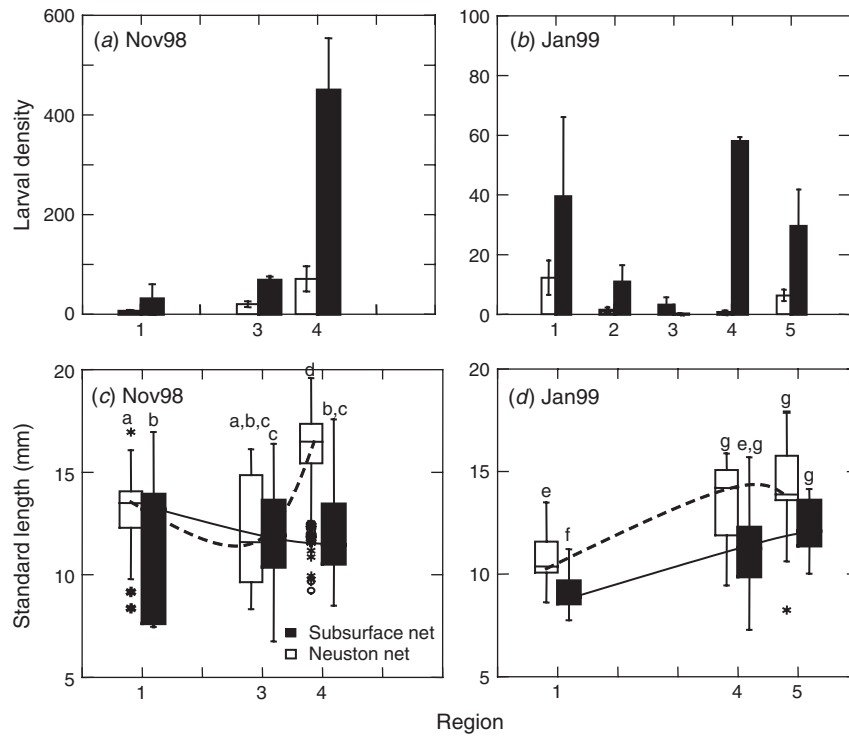 (a) Nov98
(b) Jan99
Larval density
600
400
200
0
100
80
60
40
20
0
1 3 4
1 2 3 4 5
(c) Nov98
(d) Jan99
Standard length (mm)
20
15
10
5
20
15
10
5
a b a,b,c c d b,c
e f g e,g g g
Subsurface net
Neuston net
1 3 4
1 4 5
Region